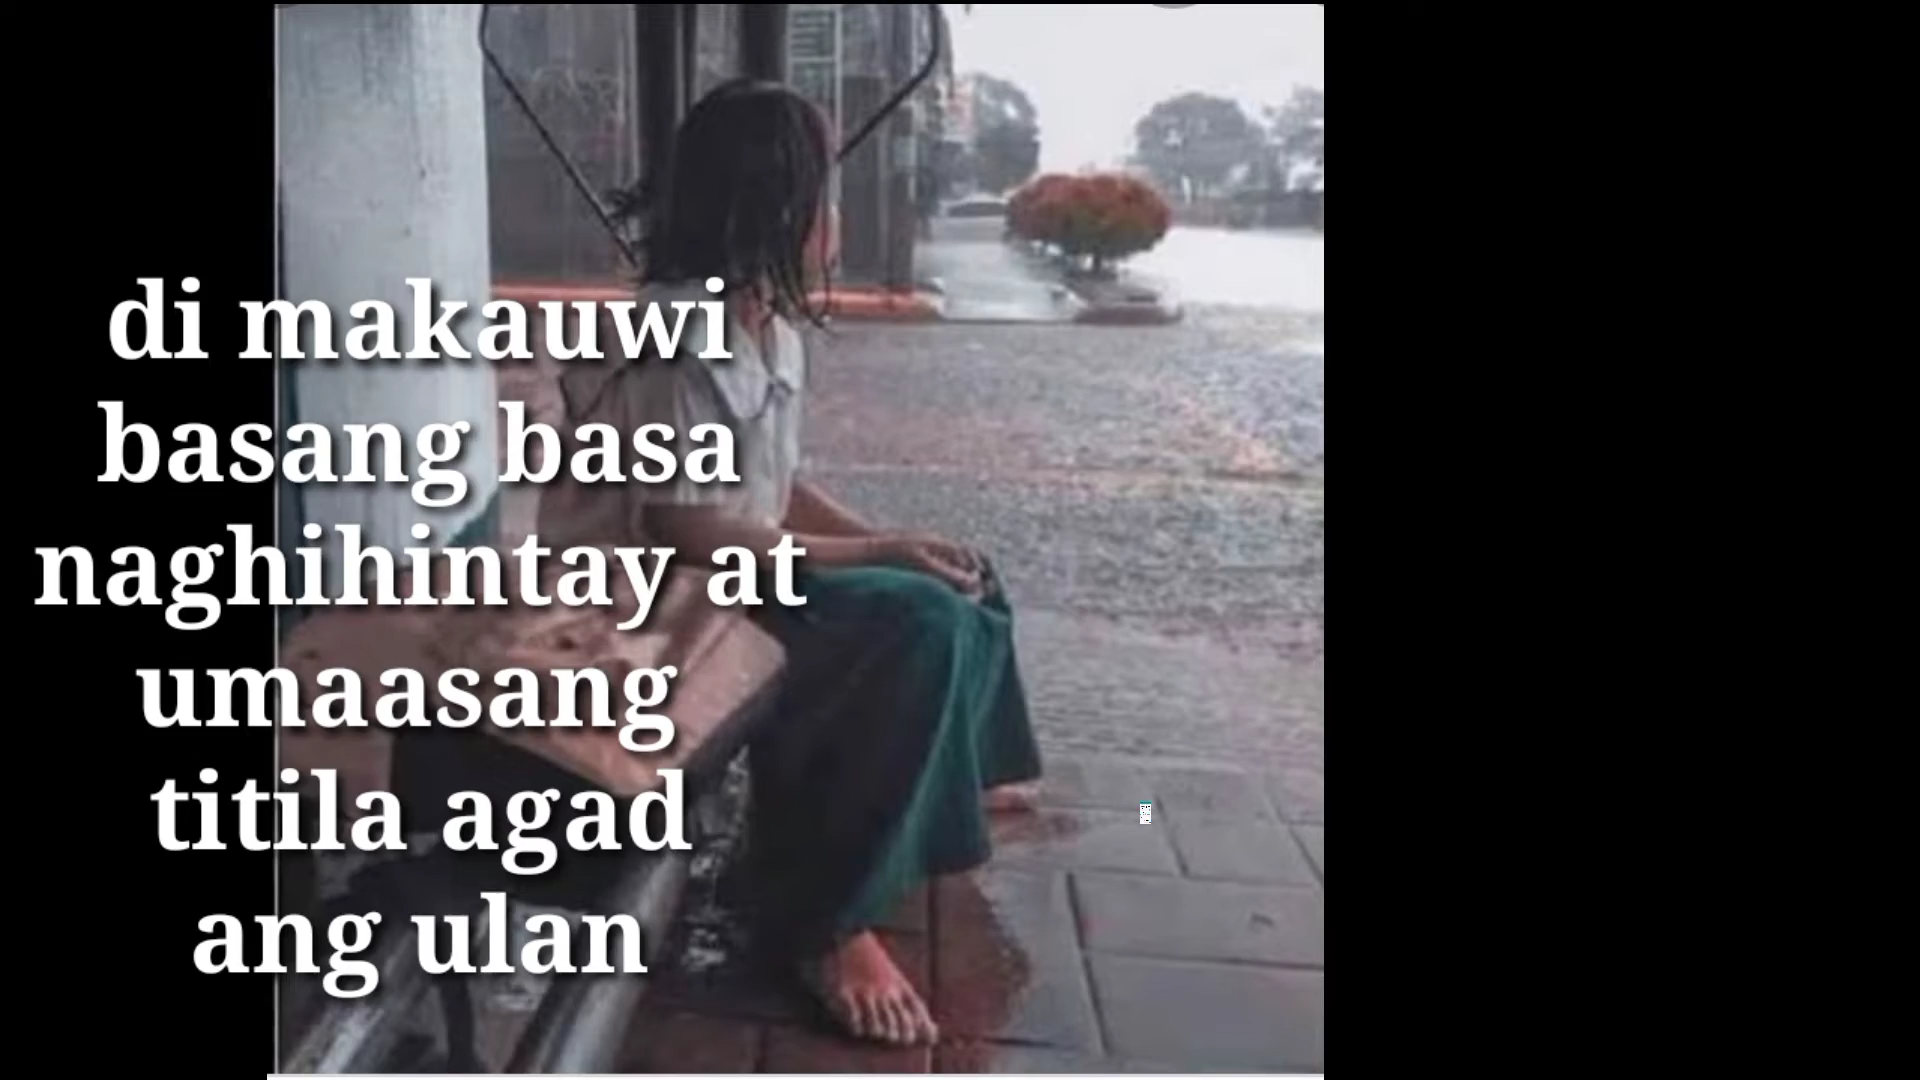 di makauwi
basang basa
naghihintay at
umaasang
titila agad
ang ulan